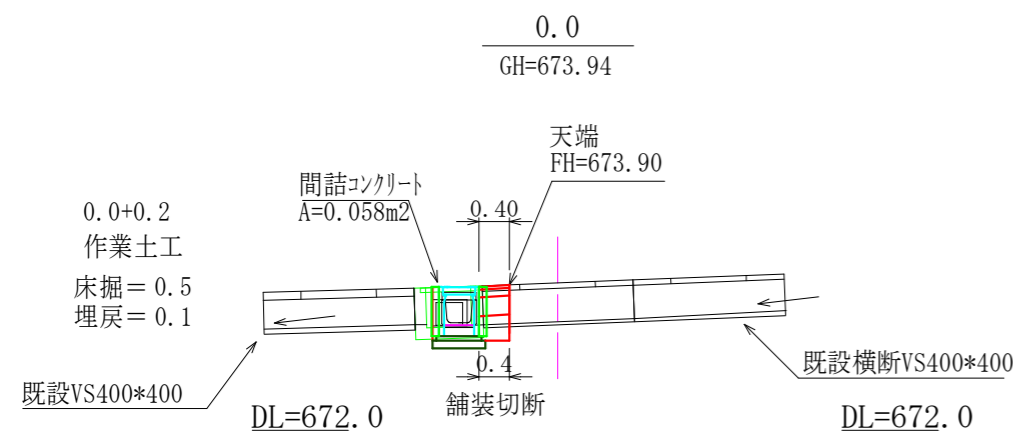 0.0
GH=673.94
天端
FH=673.90
間詰コンクリート
A=0.058m2
0.40
0.0+0.2
作業土工
床掘＝0.5
埋戻＝0.1
0.4
舗装切断
既設VS400*400
既設横断VS400*400
DL=672.0
DL=672.0